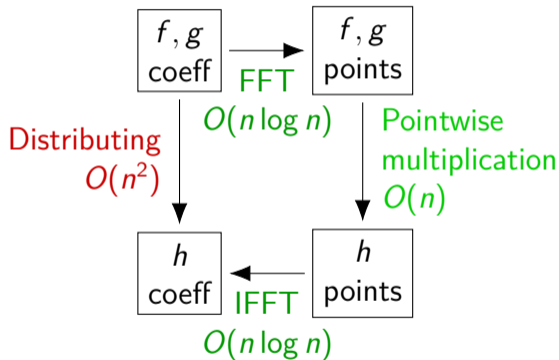 f, g
coeff
f, g
points
FFT
O(n log n)
Distributing
O(n²)
Pointwise
multiplication
O(n)
h
coeff
h
points
IFFT
O(n log n)